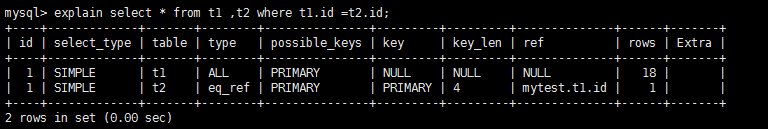 mysql> explain select * from t1 ,t2 where t1.id =t2.id;
+----+-------------+-------+--------+---------------+---------+---------+--------------+------+-------+
| id | select_type | table | type   | possible_keys | key     | key_len | ref          | rows | Extra |
+----+-------------+-------+--------+---------------+---------+---------+--------------+------+-------+
|  1 | SIMPLE      | t1    | ALL    | PRIMARY       | NULL    | NULL    | NULL         |   18 |       |
|  1 | SIMPLE      | t2    | eq_ref | PRIMARY       | PRIMARY | 4       | mytest.t1.id |    1 |       |
+----+-------------+-------+--------+---------------+---------+---------+--------------+------+-------+
2 rows in set (0.00 sec)